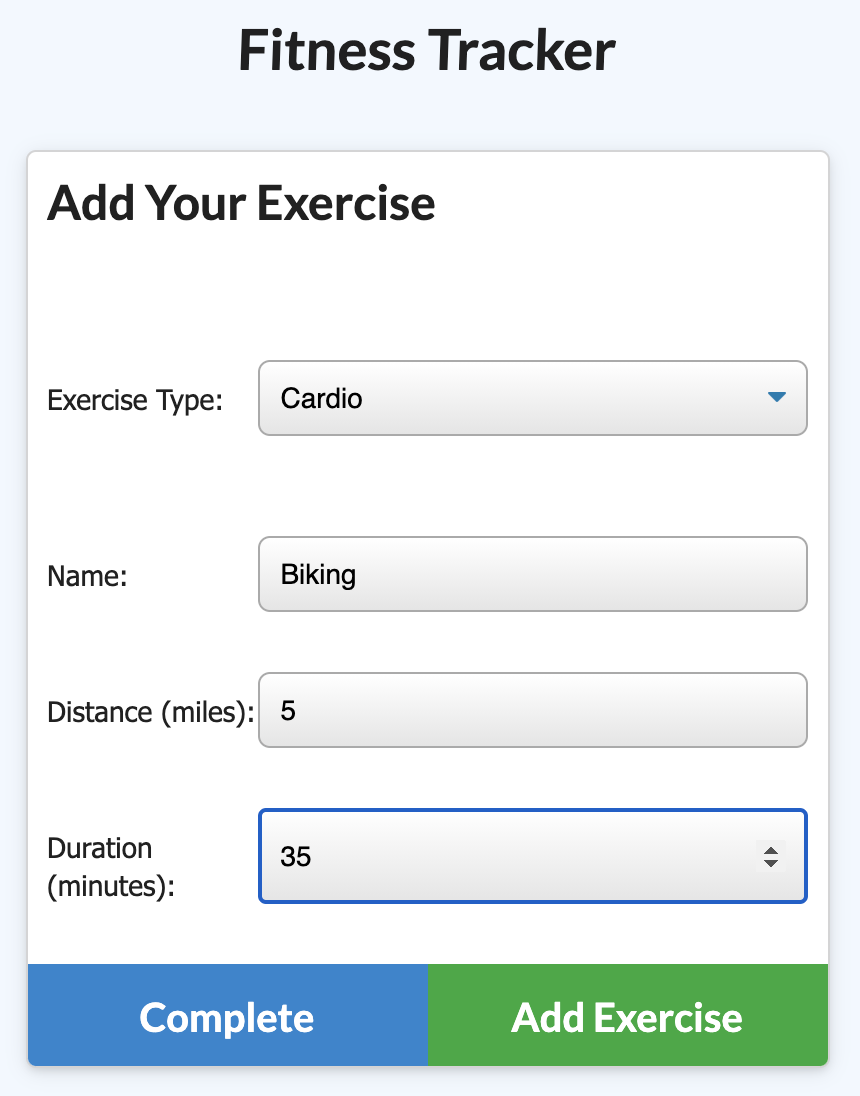 Fitness Tracker
Add Your Exercise
Exercise Type: Cardio
Name: Biking
Distance (miles): 5
Duration
(minutes): 35
Complete Add Exercise